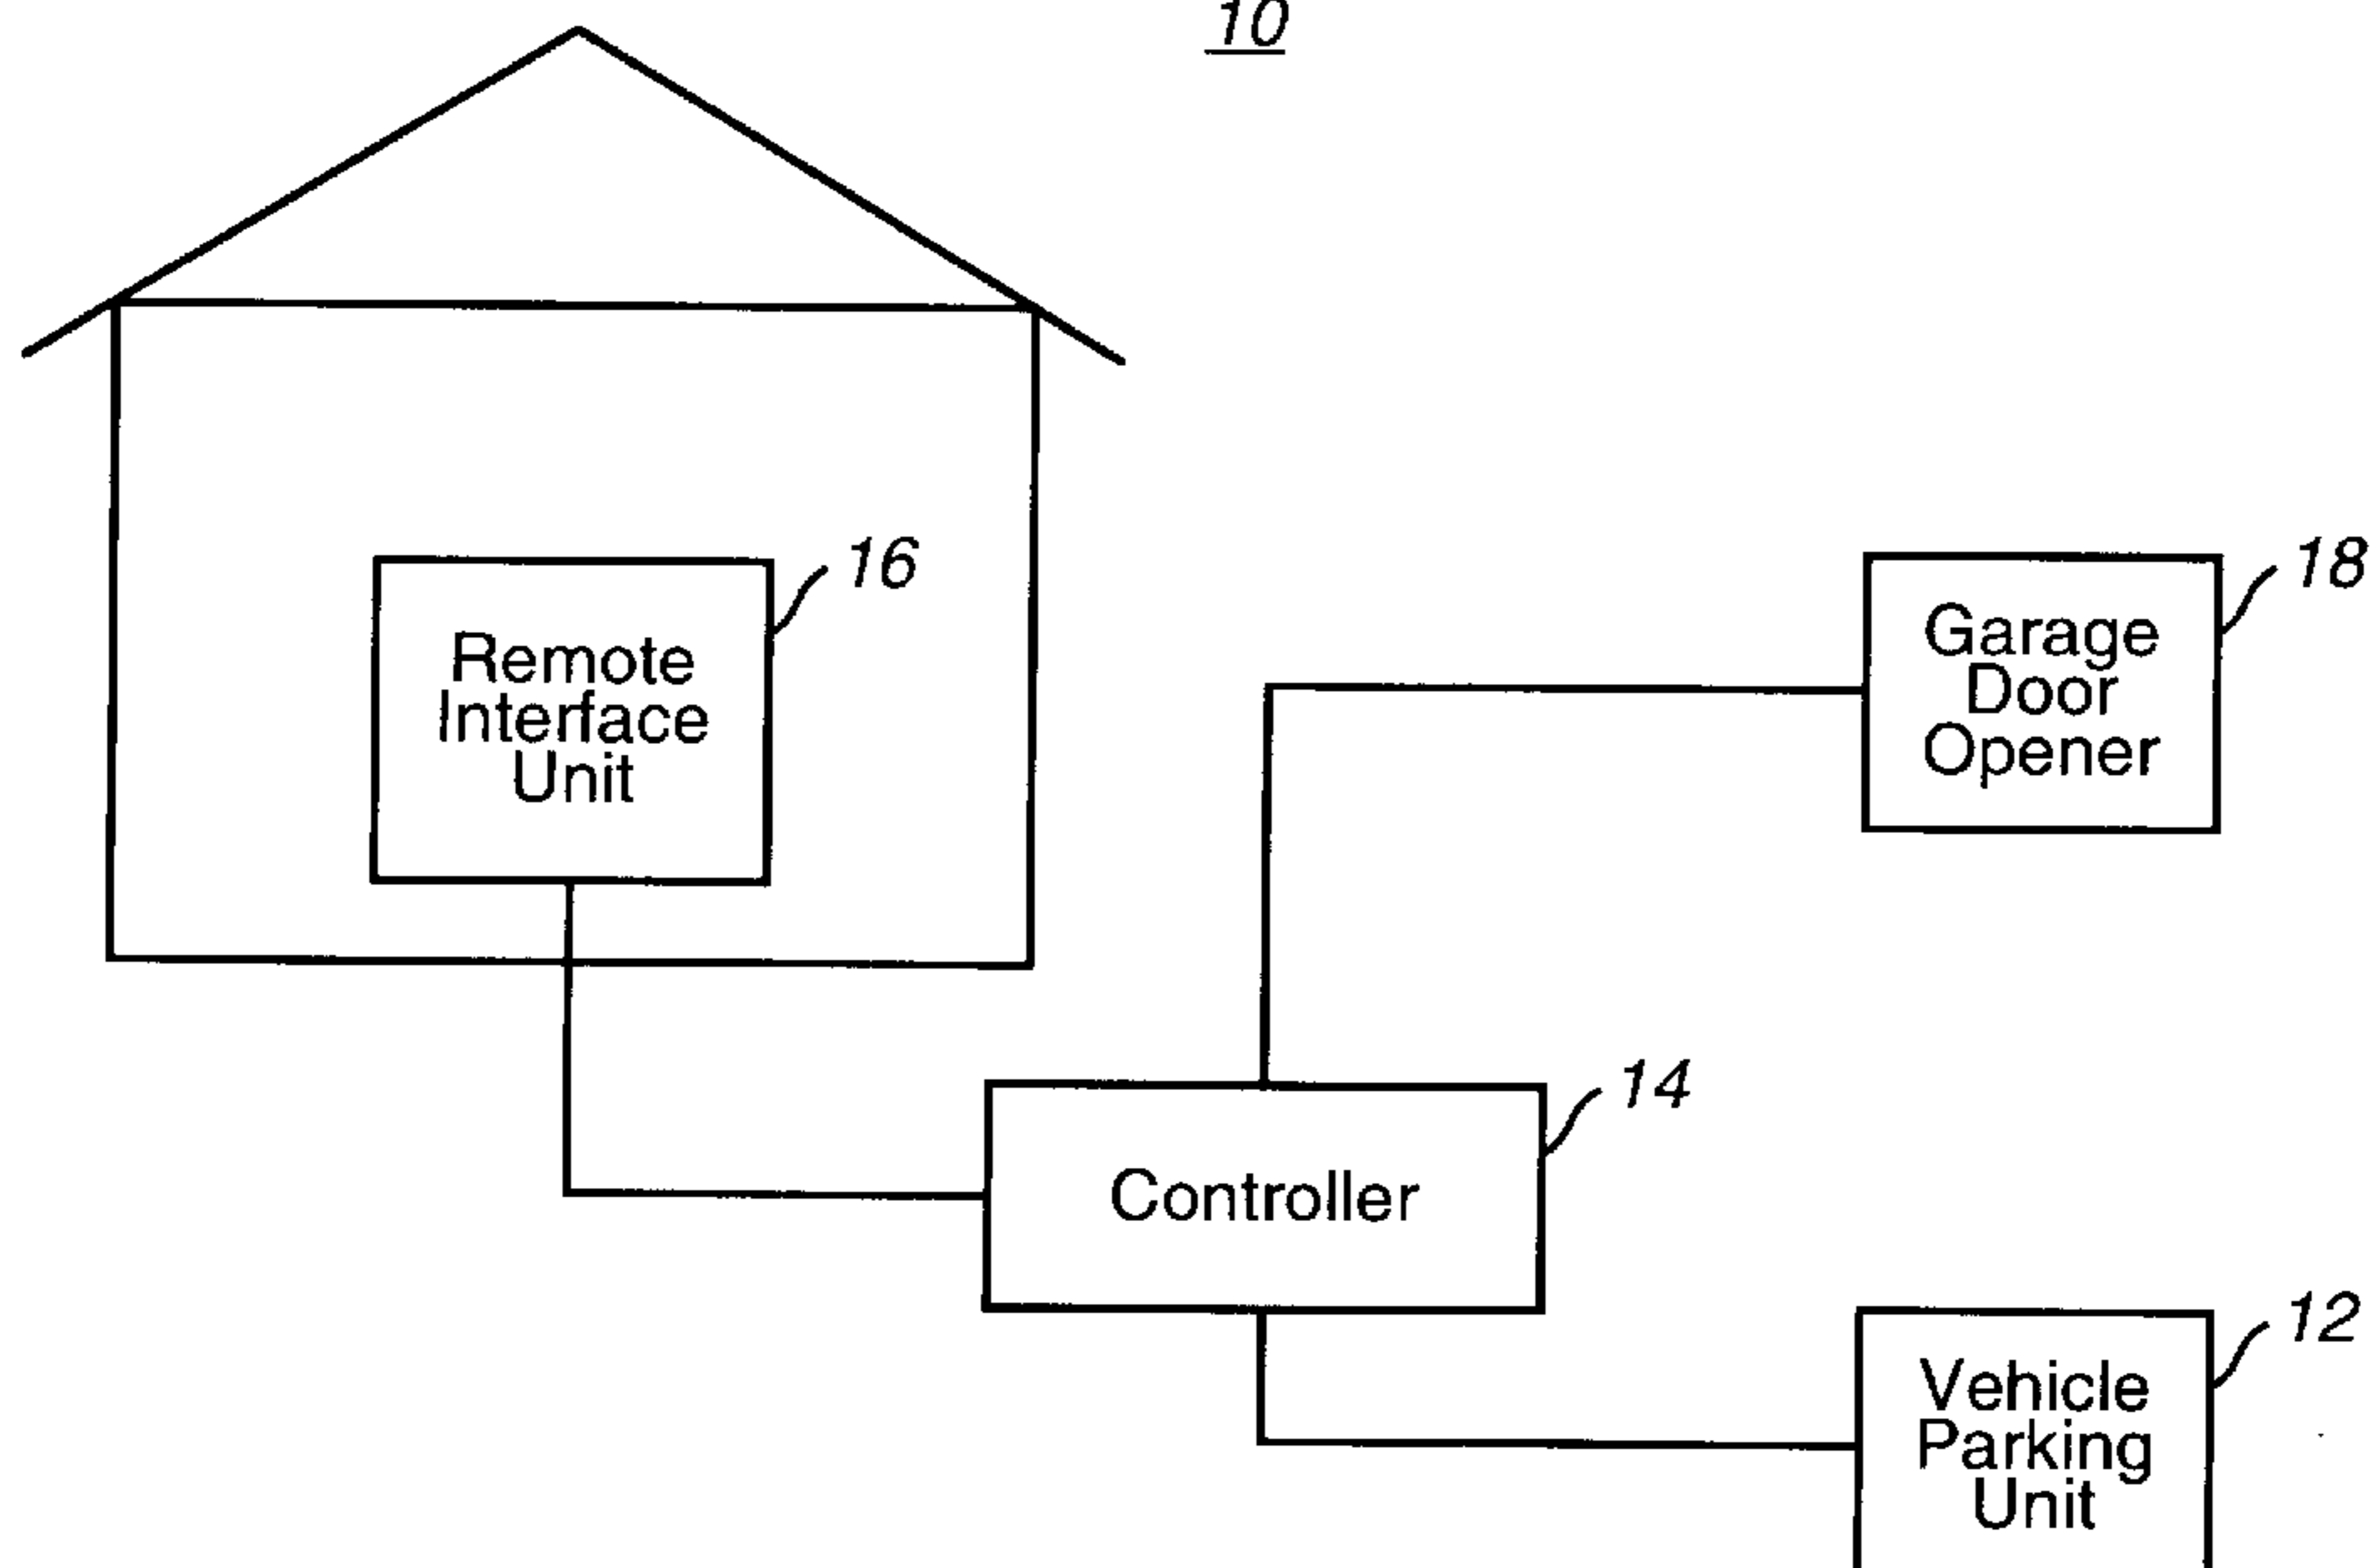 10
16
Remote
Interface
Unit
18
Garage
Door
Opener
14
Controller
12
Vehicle
Parking
Unit